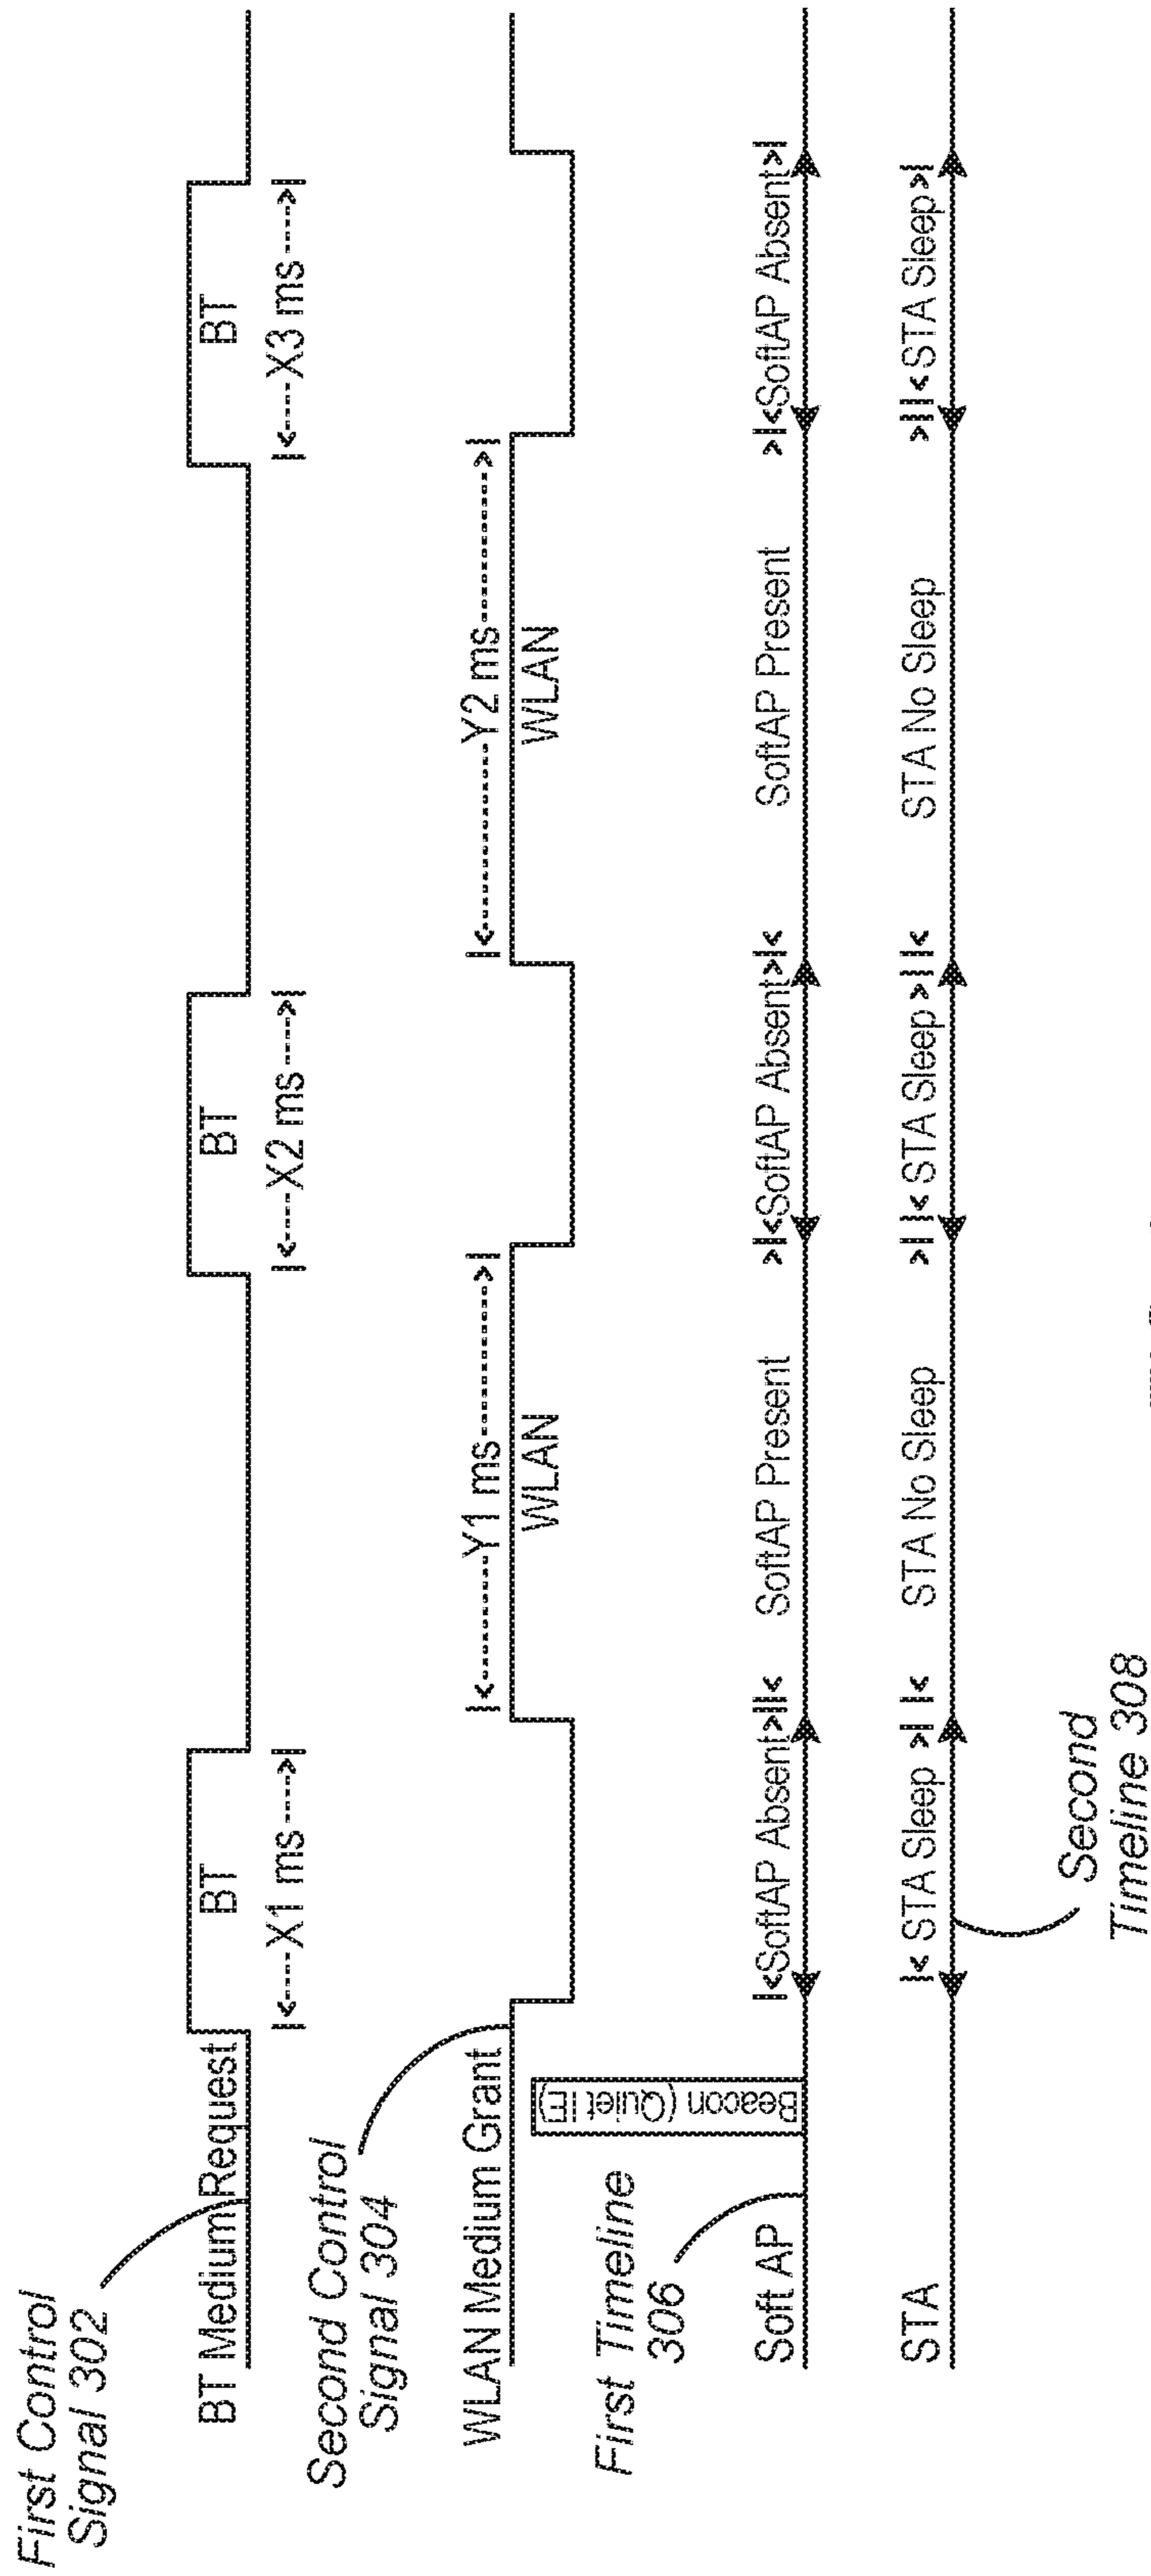 First Control
Signal 302
BT Medium Request
BT
BT
BT
|<----X1 ms---->|
|<----X2 ms---->|
|<----X3 ms---->|
Second Control
Signal 304
WLAN Medium Grant
|<-------Y1 ms------->|
|<---------Y2 ms--------->|
WLAN
WLAN
First Timeline
306
Beacon (Quiet IE)
Soft AP
|<SoftAP Absent>||< SoftAP Present >|<SoftAP Absent>|< SoftAP Present >|<SoftAP Absent>|
STA
|< STA Sleep >| |< STA No Sleep >| |< STA Sleep >| |< STA No Sleep >||< STA Sleep>|
Second
Timeline 308